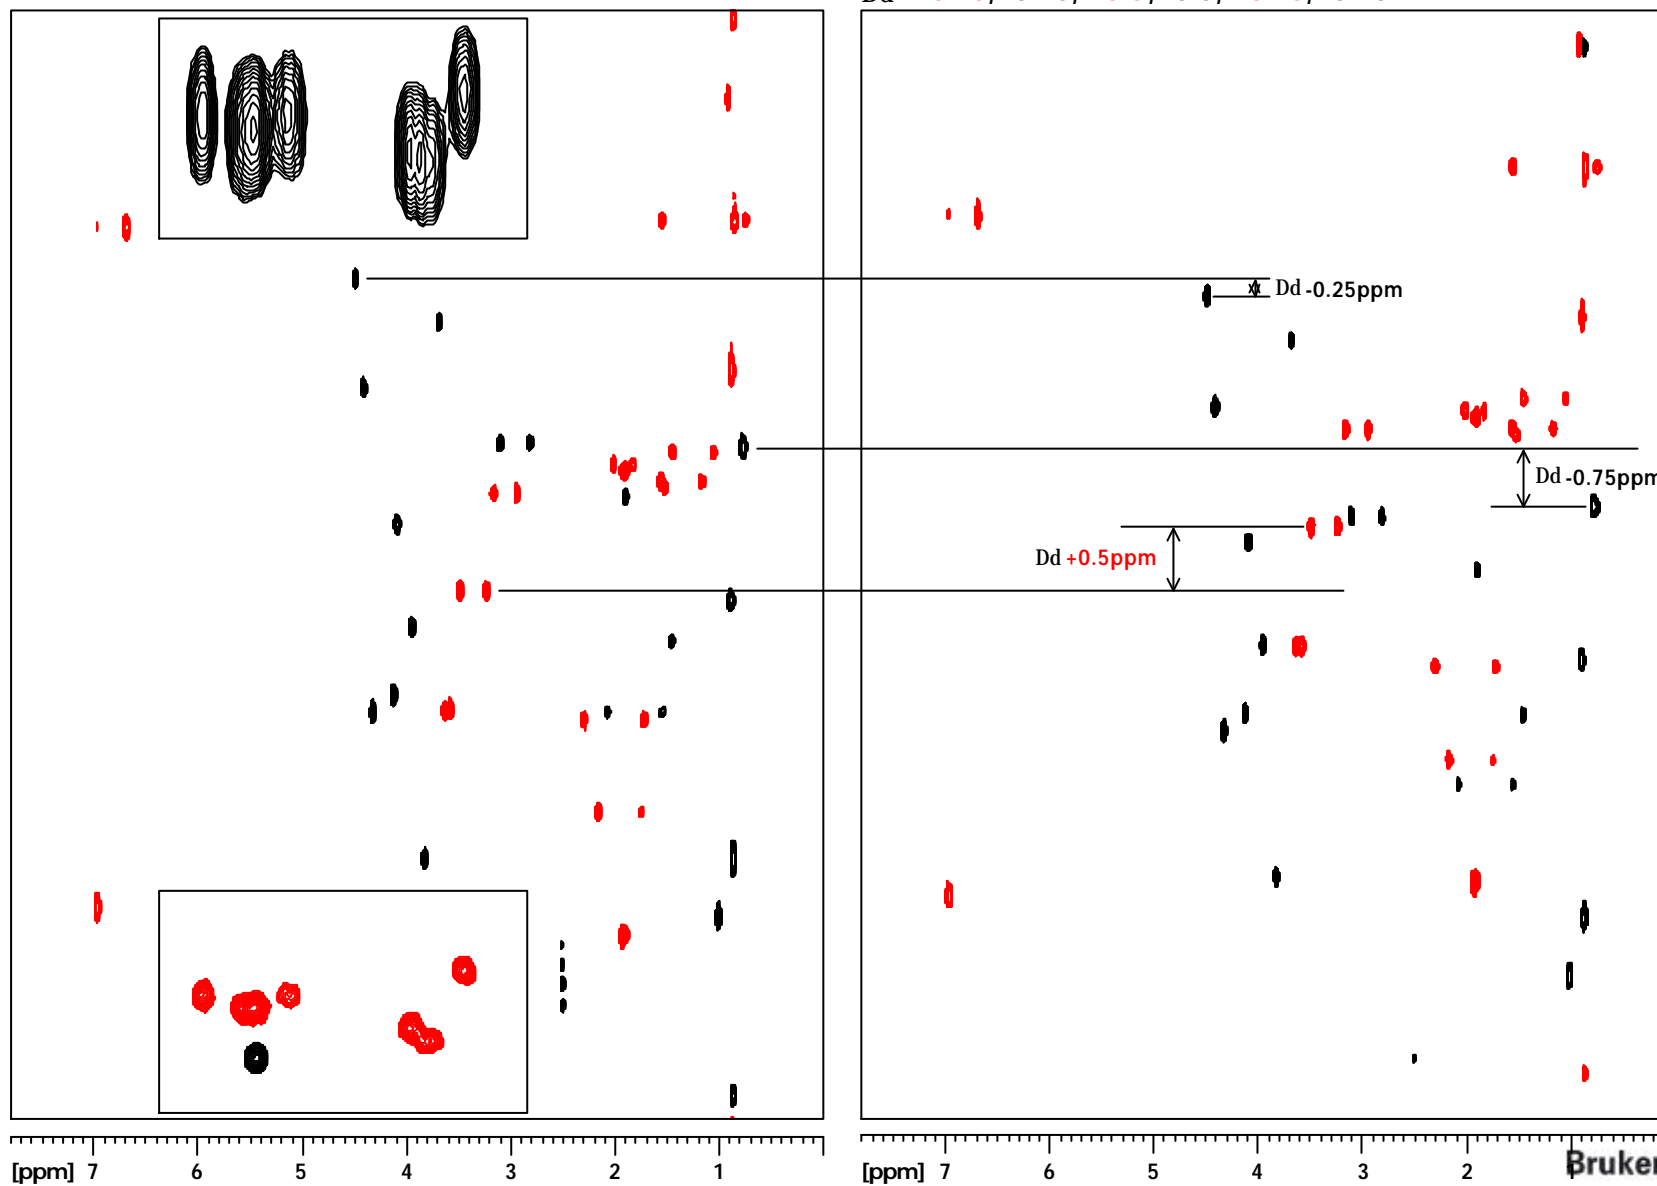 Dd -0.25ppm
Dd -0.75ppm
Dd +0.5ppm
[ppm] 7 6 5 4 3 2 1
[ppm] 7 6 5 4 3 2 1
Bruker